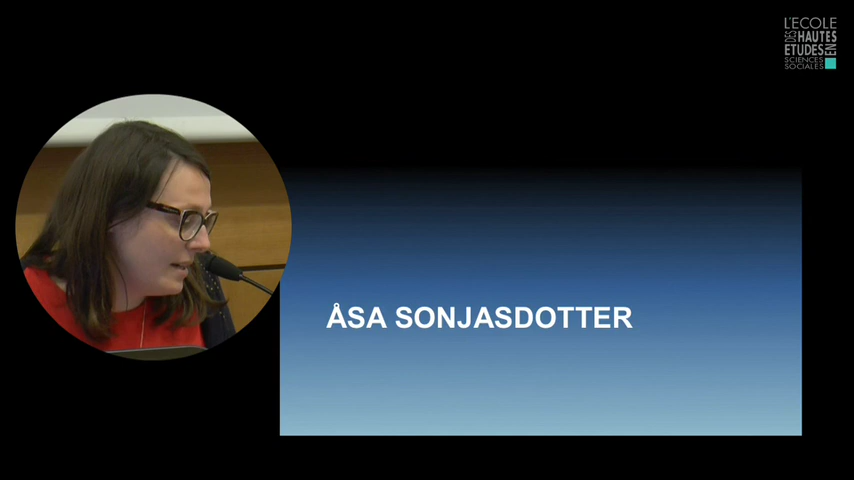 L'ECOLE
DES HAUTES
ETUDES EN
SCIENCES
SOCIALES
ÅSA SONJASDOTTER